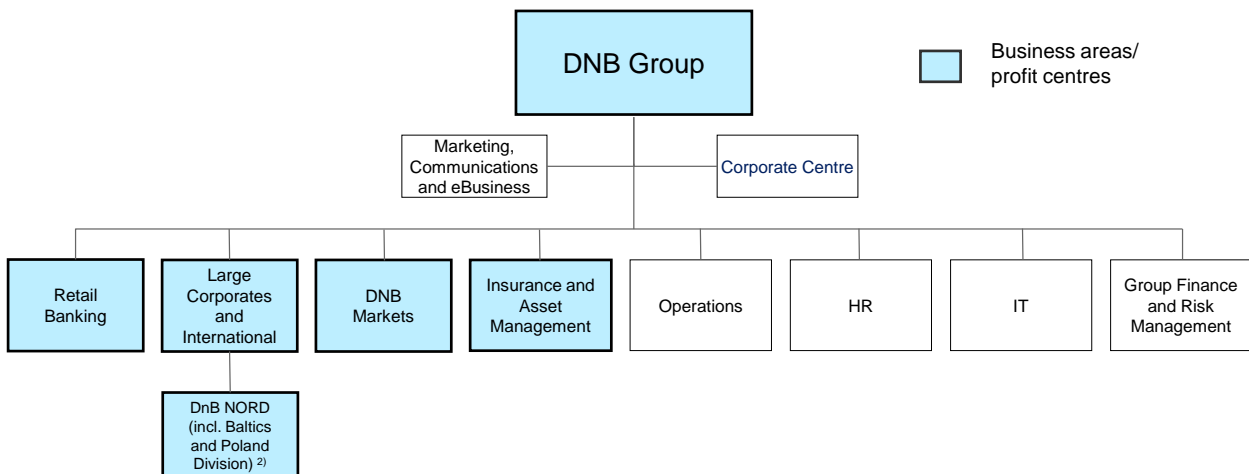 DNB Group
Business areas/
profit centres
Marketing,
Communications
and eBusiness
Corporate Centre
Retail
Banking
Large
Corporates
and
International
DNB
Markets
Insurance and
Asset
Management
Operations
HR
IT
Group Finance
and Risk
Management
DnB NORD
(incl. Baltics
and Poland
Division) 2)